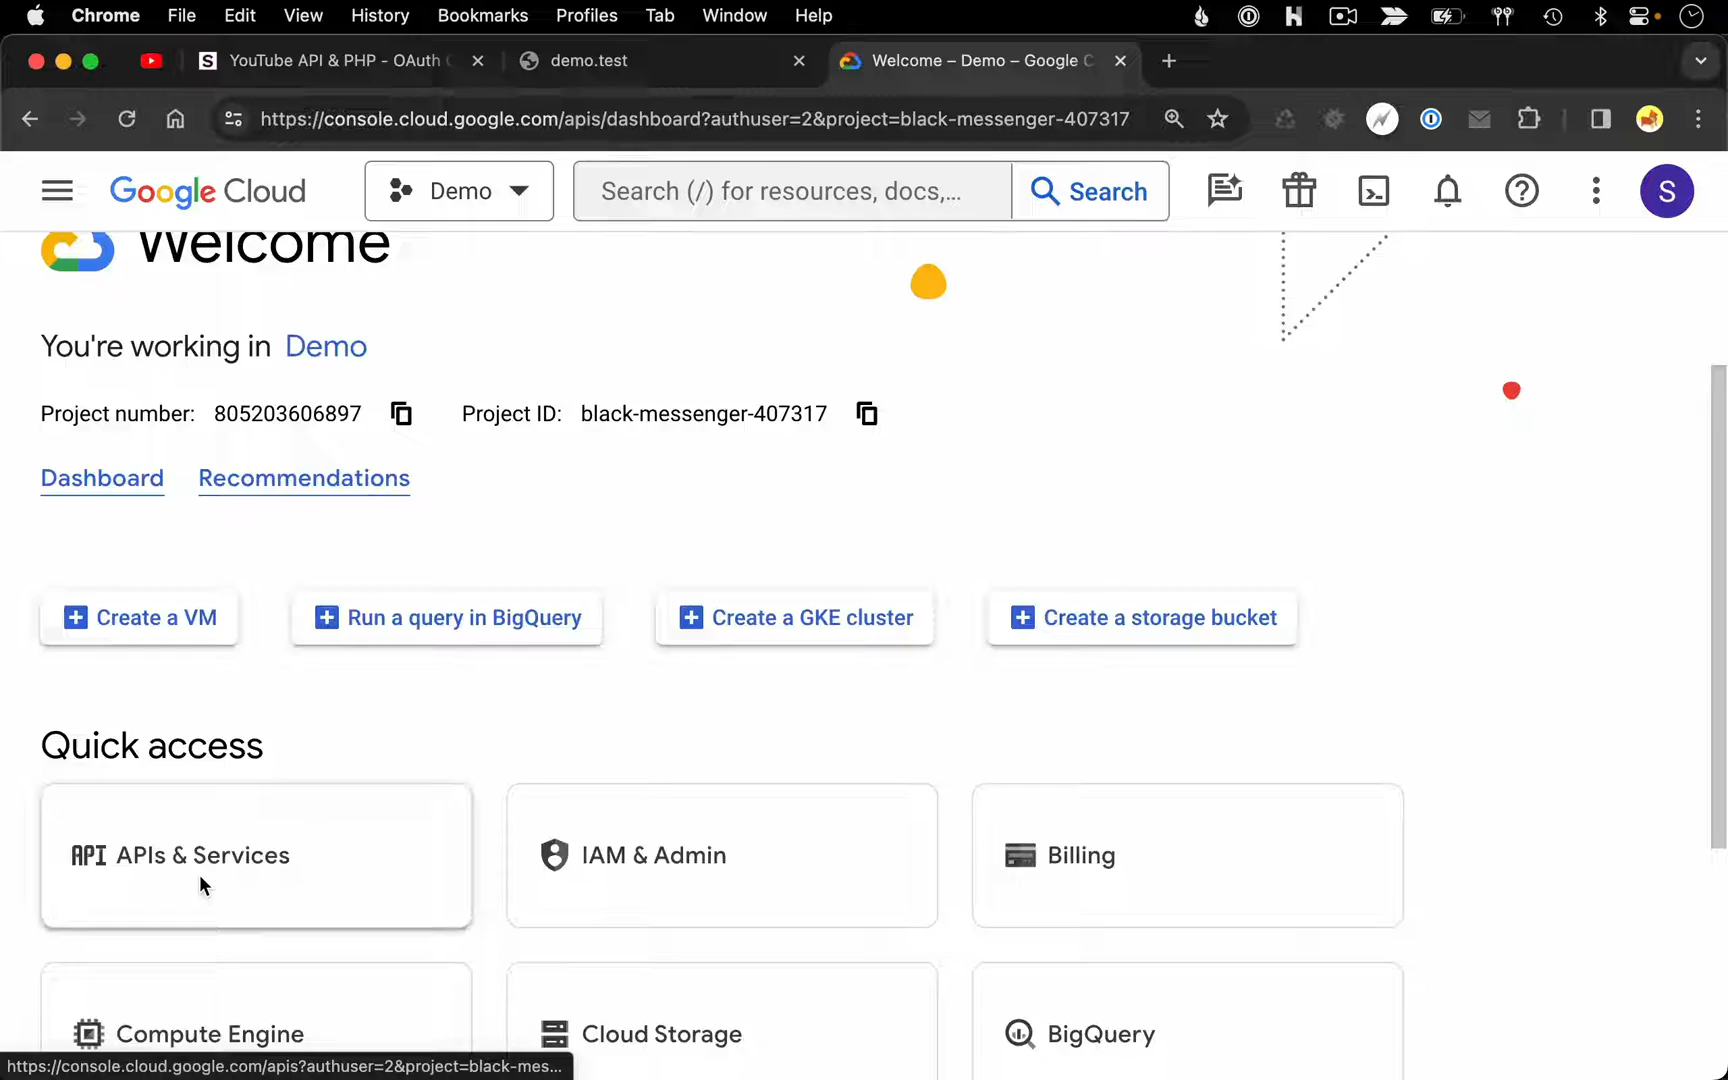 Chrome File Edit View History Bookmarks Profiles Tab Window Help
YouTube API & PHP - OAuth
demo.test
Welcome – Demo – Google C
https://console.cloud.google.com/apis/dashboard?authuser=2&project=black-messenger-407317
Google Cloud
Demo
Search (/) for resources, docs,...
Search
S
Welcome
You're working in Demo
Project number: 805203606897
Project ID: black-messenger-407317
Dashboard
Recommendations
Create a VM
Run a query in BigQuery
Create a GKE cluster
Create a storage bucket
Quick access
API APIs & Services
IAM & Admin
Billing
Compute Engine
Cloud Storage
BigQuery
https://console.cloud.google.com/apis?authuser=2&project=black-mes...